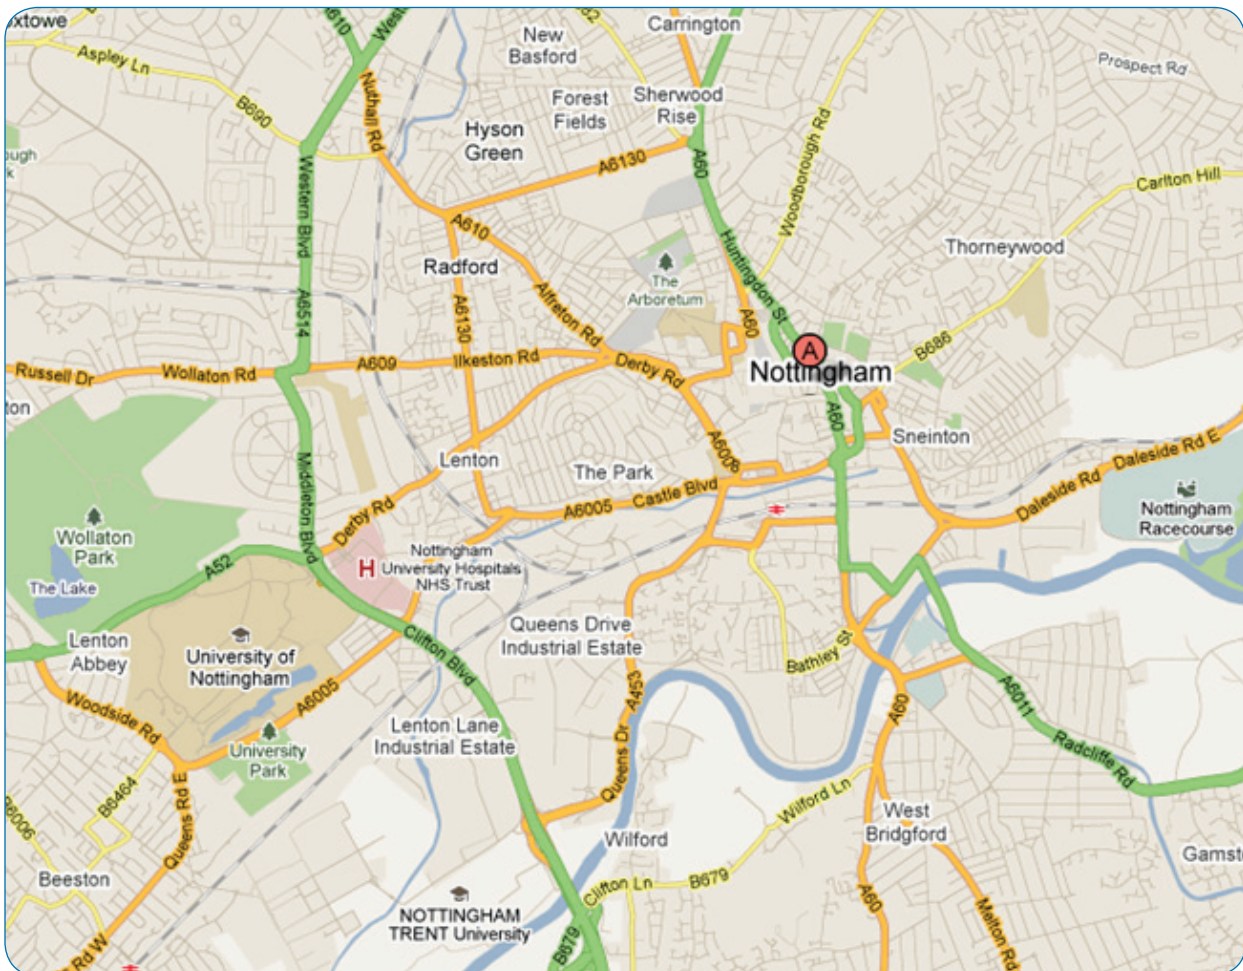 xtowe
A610
West
B682
Carrington
New
Basford
Prospect Rd
Aspley Ln
Nuthall Rd
Forest
Fields
Sherwood
Rise
B690
Hyson
Green
Woodborough Rd
ough
k
A6130
A60
Carlton Hill
Western Blvd
A610
Huntingdon St
Thorneywood
Radford
The
Arboretum
A6514
A6130
Alfreton Rd
A60
B686
A
Nottingham
Russell Dr
Wollaton Rd
A609
Ilkeston Rd
Derby Rd
ton
A60
Sneinton
A6008
Daleside Rd E
Middleton Blvd
Lenton
The Park
Castle Blvd
A6005
Daleside Rd
Nottingham
Racecourse
Derby Rd
Wollaton
Park
The Lake
A52
H
Nottingham
University Hospitals
NHS Trust
Lenton
Abbey
University of
Nottingham
Clifton Blvd
Queens Drive
Industrial Estate
Bathley St
Woodside Rd
A6005
A453
A60
A6011
Lenton Lane
Industrial Estate
University
Park
Queens Dr
Radcliffe Rd
B6464
B6006
Queens Rd E
Wilford Ln
West
Bridgford
Wilford
Gamst
Beeston
Clifton Ln
B679
NOTTINGHAM
TRENT University
A60
Melton Rd
B679
Rd W